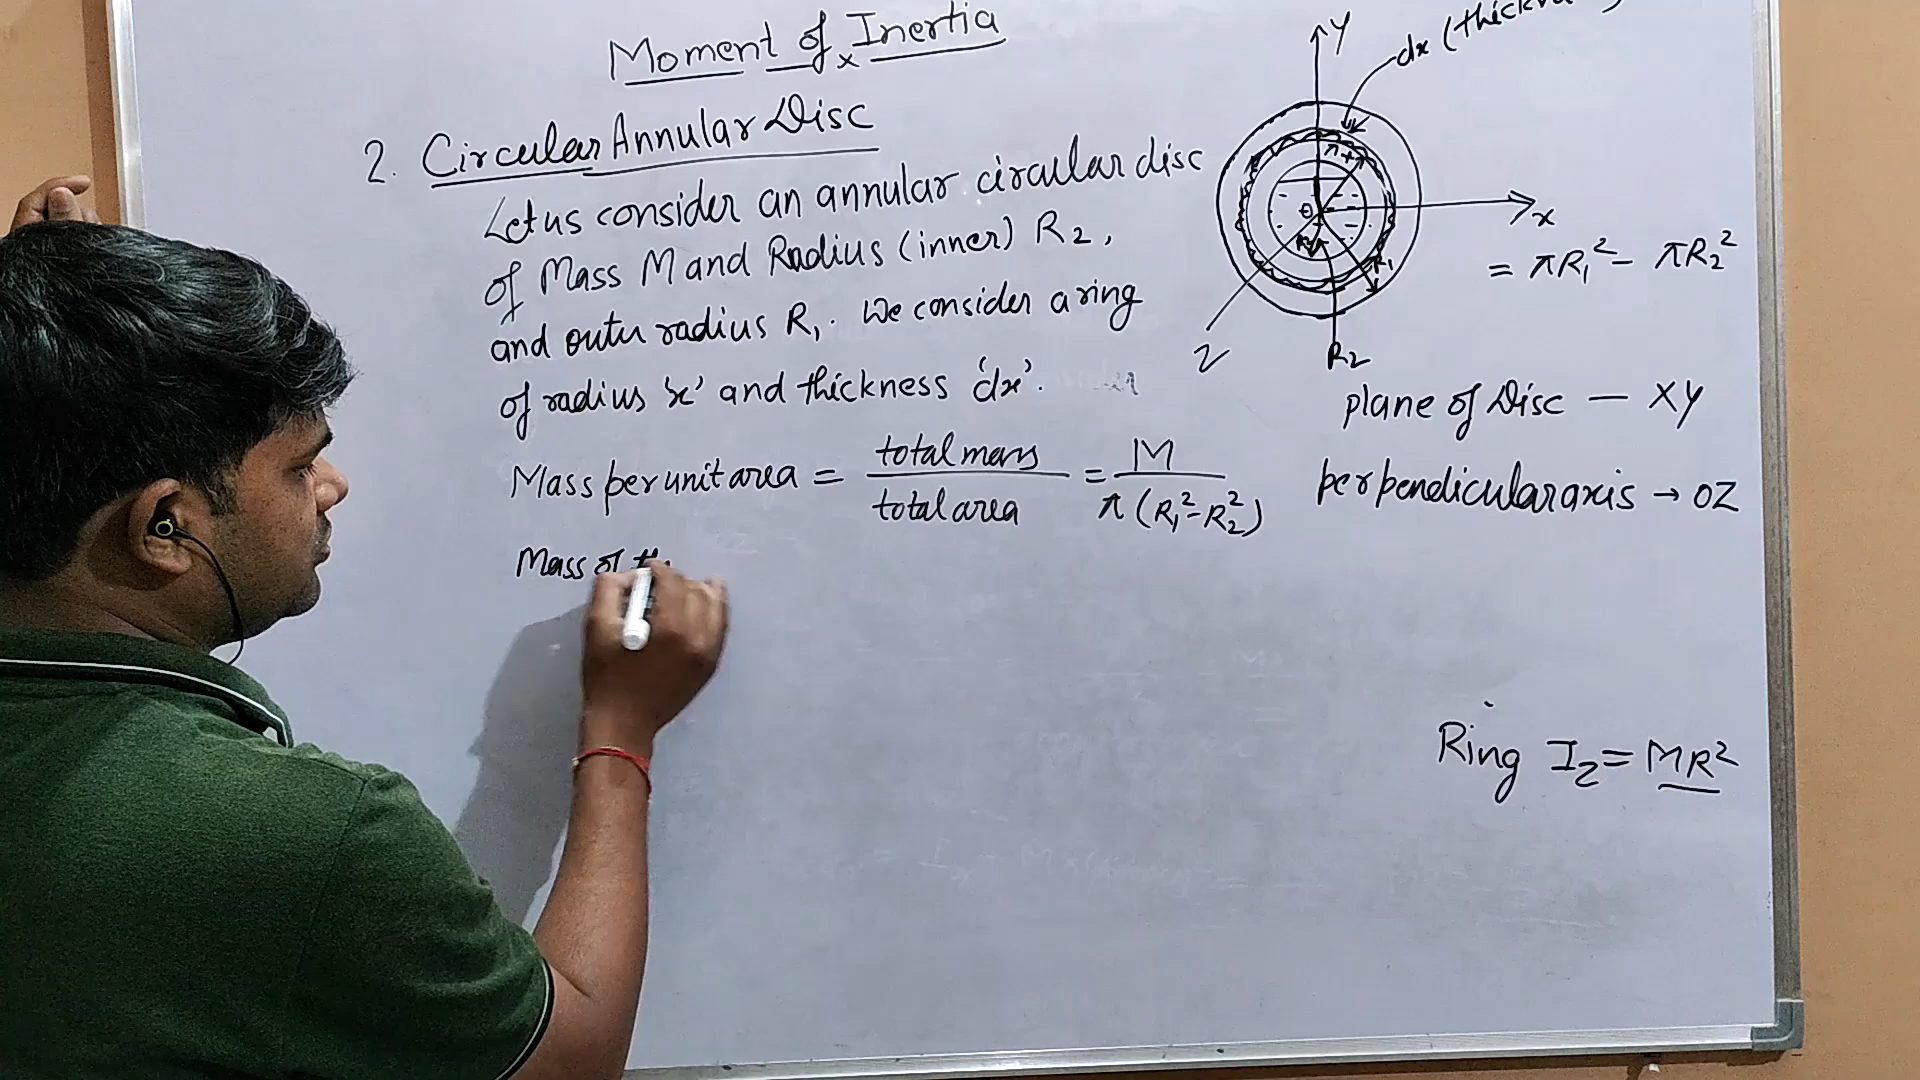 Moment of Inertia
x
2. Circular Annular Disc
Let us consider an annular circular disc
of Mass M and Radius (inner) R₂,
and outer radius R₁. We consider a ring
of radius 'x' and thickness 'dx'.
Mass per unit area = total mass / total area = M / π(R₁² - R₂²)
Mass of th
Y
dx (thickn
x
O
R₁
Z
R₂
= πR₁² - πR₂²
plane of Disc — XY
perpendicular axis → OZ
Ring I_Z = MR²